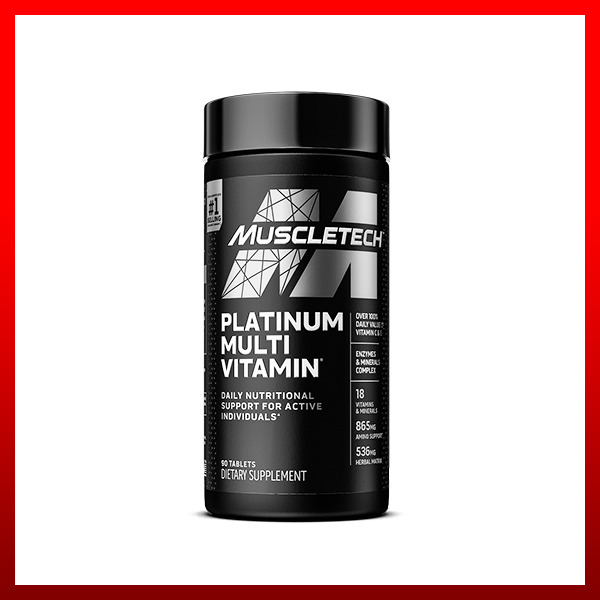 #1
SELLING
MUSCLETECH
PLATINUM
MULTI
VITAMIN*
DAILY NUTRITIONAL
SUPPORT FOR ACTIVE
INDIVIDUALS*
90 TABLETS
DIETARY SUPPLEMENT
OVER 100%
DAILY VALUE
VITAMIN C &
ENZYMES
& MINERALS
COMPLEX
18
VITAMINS
& MINERALS
865MG
AMINO SUPPORT
536MG
HERBAL MATRIX